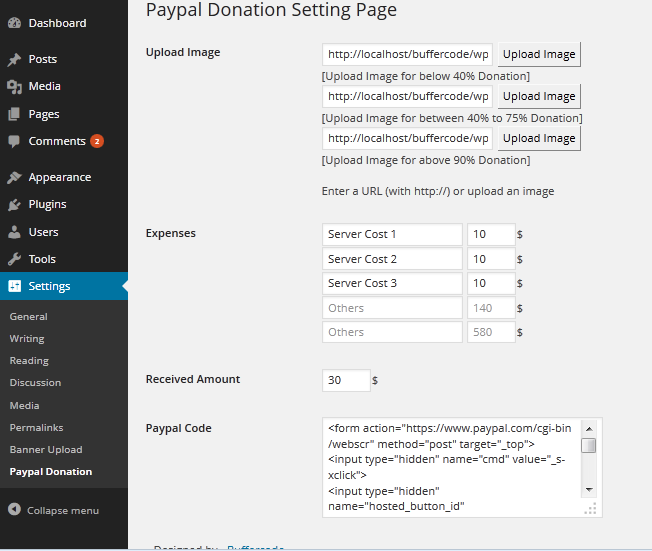 Dashboard
Posts
Media
Pages
Comments 2
Appearance
Plugins
Users
Tools
Settings
General
Writing
Reading
Discussion
Media
Permalinks
Banner Upload
Paypal Donation
Collapse menu
Paypal Donation Setting Page
Upload Image
http://localhost/buffercode/wp Upload Image
[Upload Image for below 40% Donation]
http://localhost/buffercode/wp Upload Image
[Upload Image for between 40% to 75% Donation]
http://localhost/buffercode/wp Upload Image
[Upload Image for above 90% Donation]
Enter a URL (with http://) or upload an image
Expenses
Server Cost 1 10 $
Server Cost 2 10 $
Server Cost 3 10 $
Others 140 $
Others 580 $
Received Amount 30 $
Paypal Code
<form action="https://www.paypal.com/cgi-bin
/webscr" method="post" target="_top">
<input type="hidden" name="cmd" value="_s-
xclick">
<input type="hidden"
name="hosted_button_id"
Designed by Buffercode